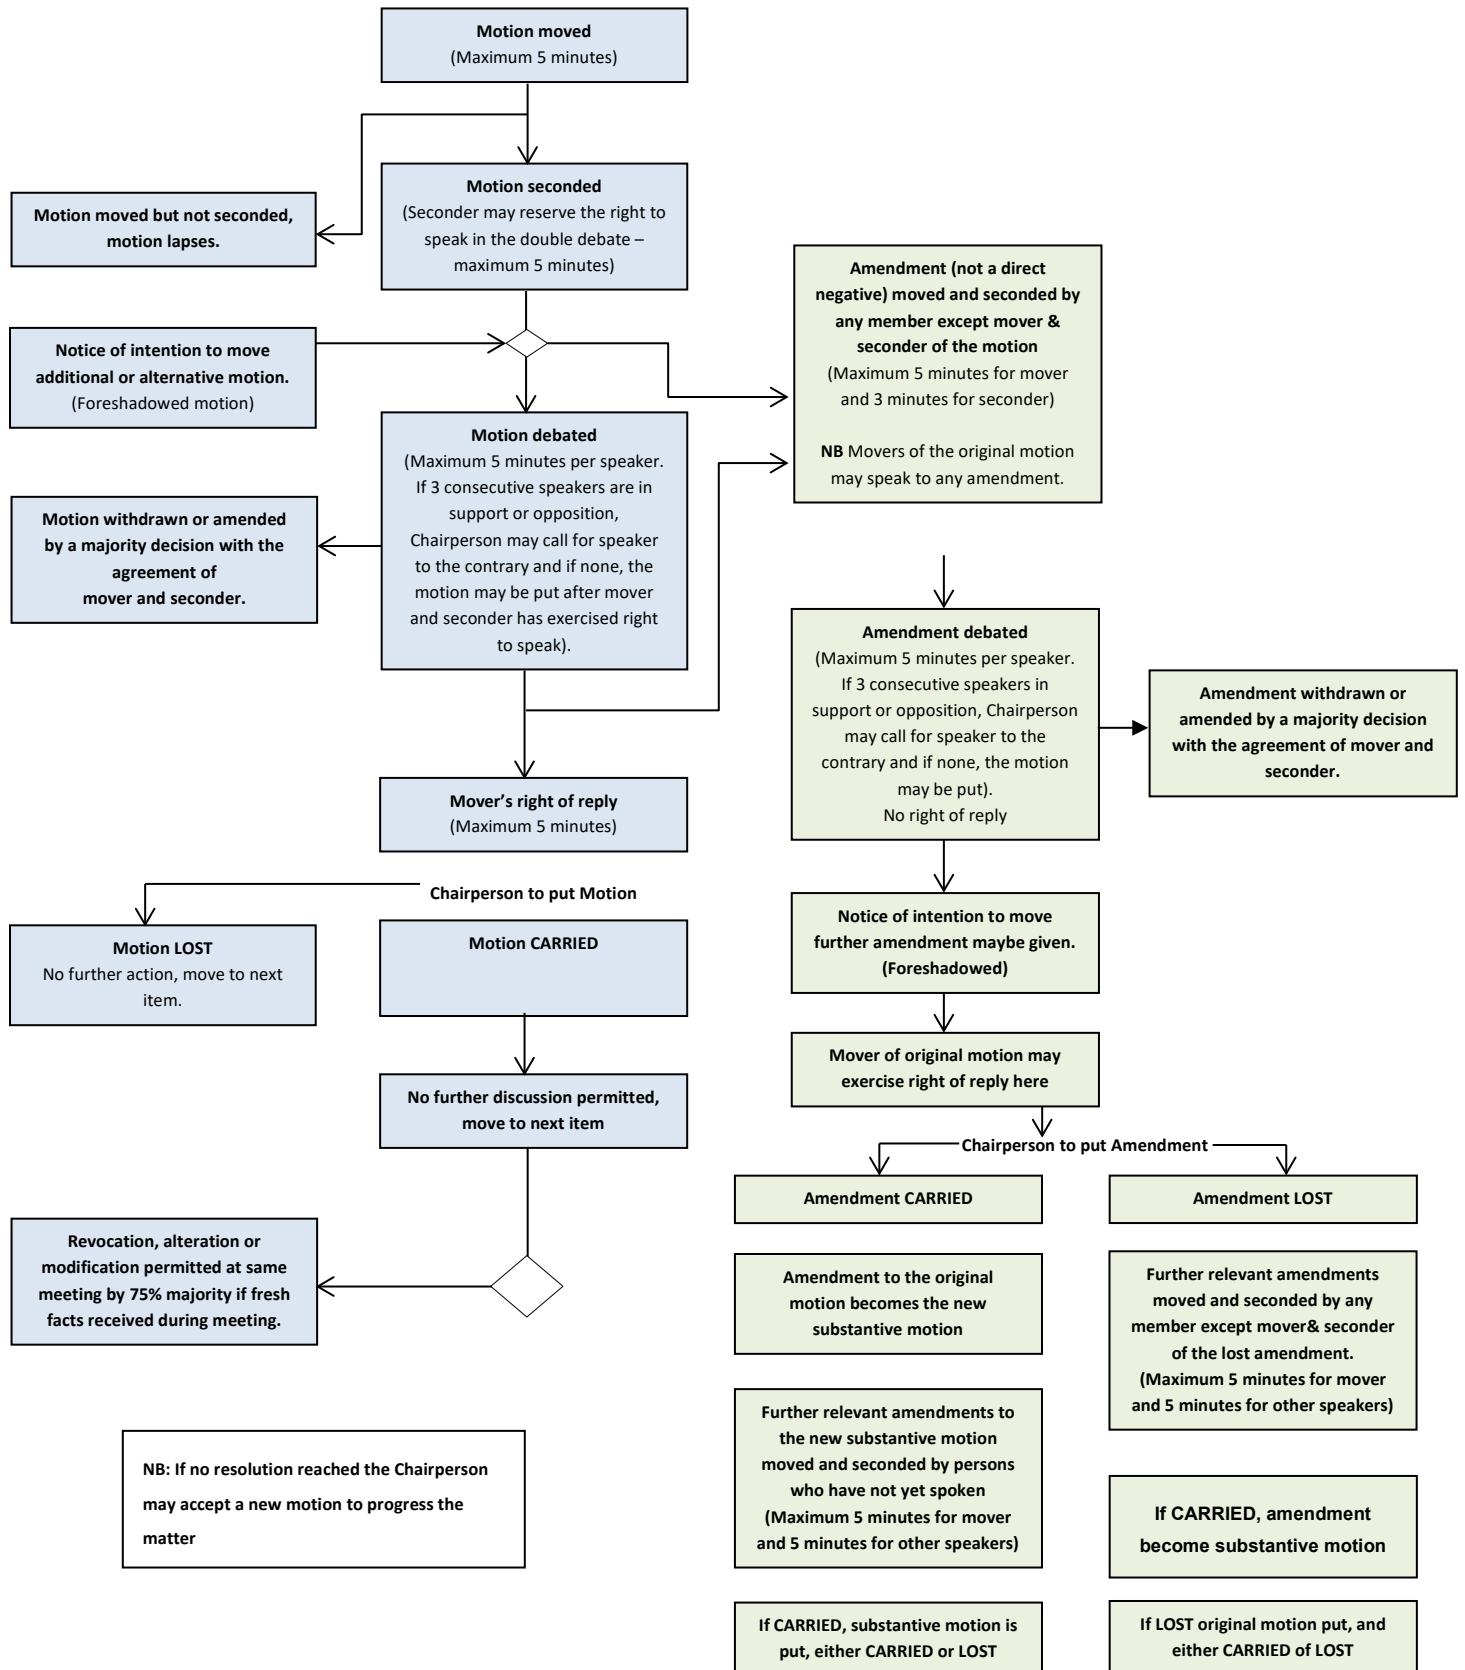 Motion moved
(Maximum 5 minutes)
Motion seconded
(Seconder may reserve the right to
speak in the double debate –
maximum 5 minutes)
Motion moved but not seconded,
motion lapses.
Notice of intention to move
additional or alternative motion.
(Foreshadowed motion)
Motion debated
(Maximum 5 minutes per speaker.
If 3 consecutive speakers are in
support or opposition,
Chairperson may call for speaker
to the contrary and if none, the
motion may be put after mover
and seconder has exercised right
to speak).
Motion withdrawn or amended
by a majority decision with the
agreement of
mover and seconder.
Mover’s right of reply
(Maximum 5 minutes)
Chairperson to put Motion
Motion LOST
No further action, move to next
item.
Motion CARRIED
No further discussion permitted,
move to next item
Revocation, alteration or
modification permitted at same
meeting by 75% majority if fresh
facts received during meeting.
NB: If no resolution reached the Chairperson
may accept a new motion to progress the
matter
Amendment (not a direct
negative) moved and seconded by
any member except mover &
seconder of the motion
(Maximum 5 minutes for mover
and 3 minutes for seconder)
NB Movers of the original motion
may speak to any amendment.
Amendment debated
(Maximum 5 minutes per speaker.
If 3 consecutive speakers in
support or opposition, Chairperson
may call for speaker to the
contrary and if none, the motion
may be put).
No right of reply
Amendment withdrawn or
amended by a majority decision
with the agreement of mover and
seconder.
Notice of intention to move
further amendment maybe given.
(Foreshadowed)
Mover of original motion may
exercise right of reply here
Chairperson to put Amendment
Amendment CARRIED
Amendment to the original
motion becomes the new
substantive motion
Further relevant amendments to
the new substantive motion
moved and seconded by persons
who have not yet spoken
(Maximum 5 minutes for mover
and 5 minutes for other speakers)
If CARRIED, substantive motion is
put, either CARRIED or LOST
Amendment LOST
Further relevant amendments
moved and seconded by any
member except mover& seconder
of the lost amendment.
(Maximum 5 minutes for mover
and 5 minutes for other speakers)
If CARRIED, amendment
become substantive motion
If LOST original motion put, and
either CARRIED of LOST